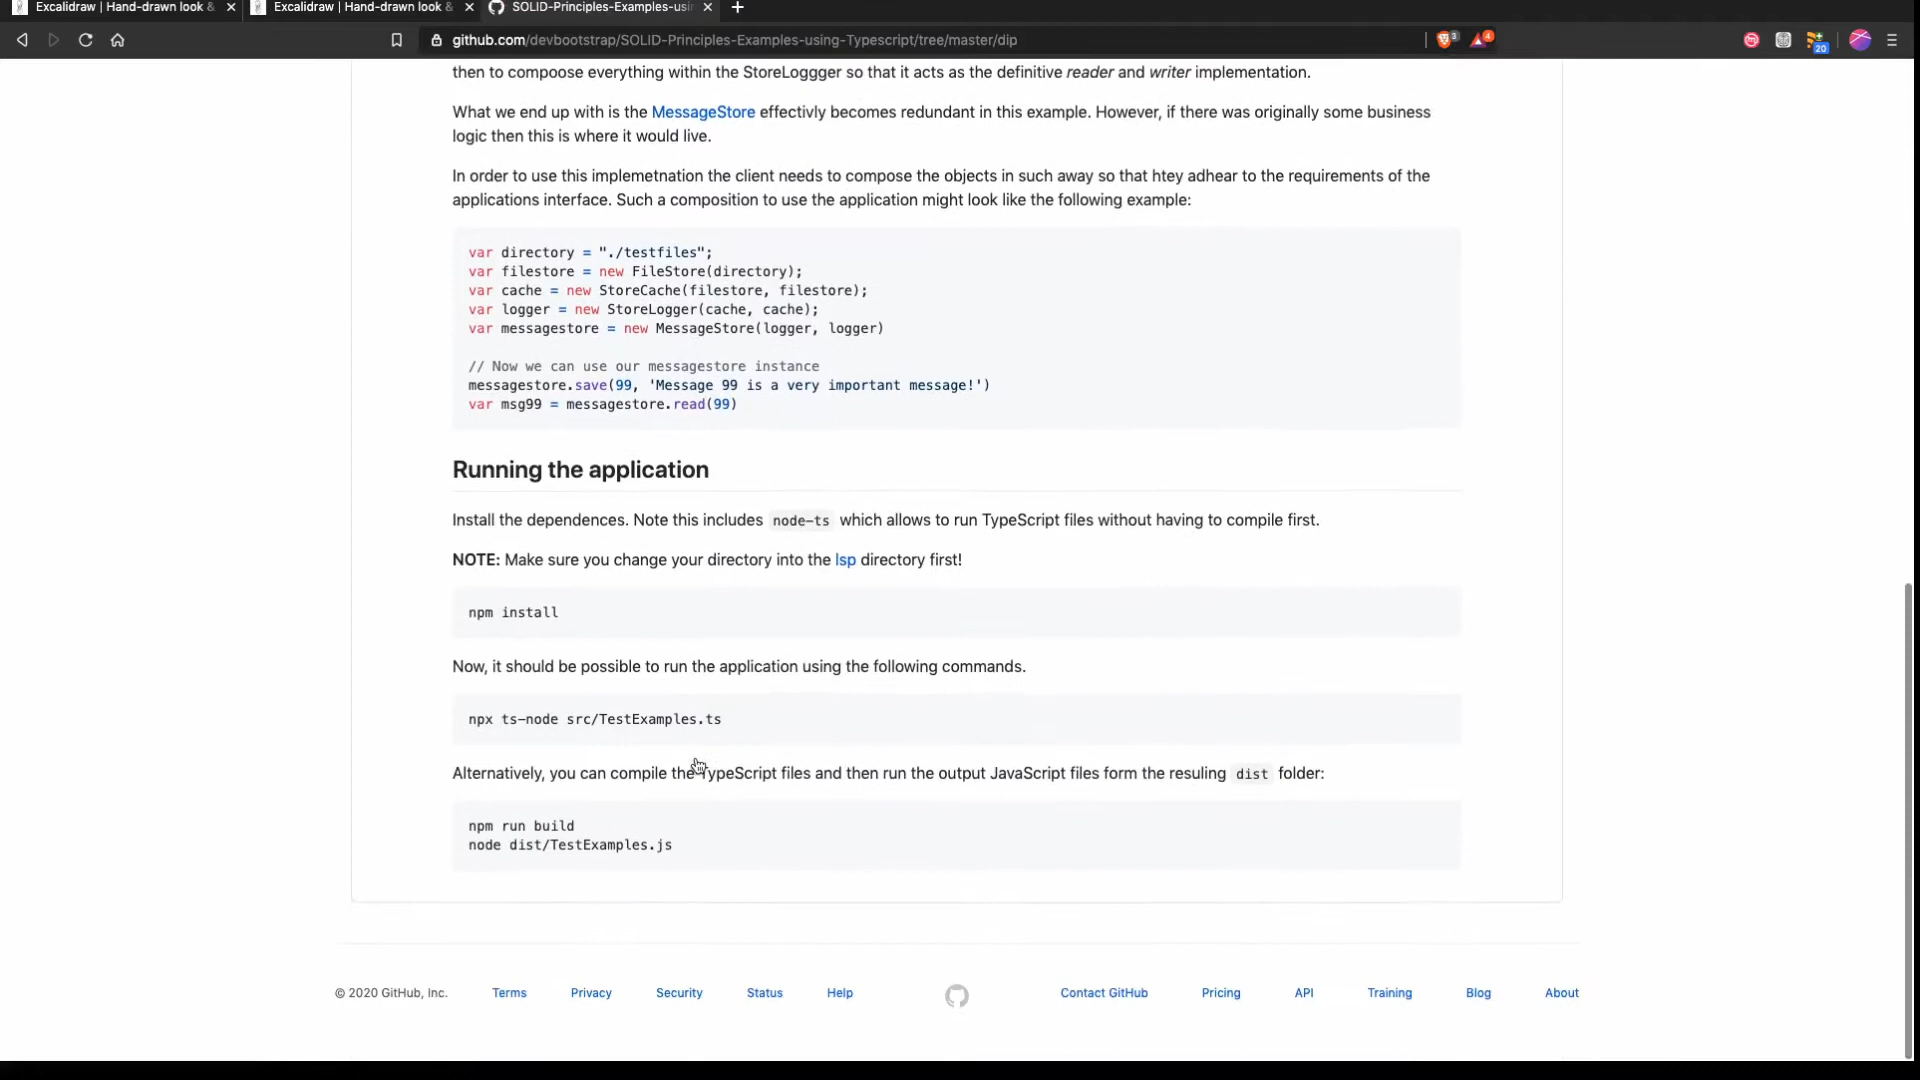 Excalidraw | Hand-drawn look &
Excalidraw | Hand-drawn look &
SOLID-Principles-Examples-usi
github.com/devbootstrap/SOLID-Principles-Examples-using-Typescript/tree/master/dip
3
4
20
then to compoose everything within the StoreLoggger so that it acts as the definitive reader and writer implementation.
What we end up with is the MessageStore effectivly becomes redundant in this example. However, if there was originally some business
logic then this is where it would live.
In order to use this implemetnation the client needs to compose the objects in such away so that htey adhear to the requirements of the
applications interface. Such a composition to use the application might look like the following example:
var directory = "./testfiles";
var filestore = new FileStore(directory);
var cache = new StoreCache(filestore, filestore);
var logger = new StoreLogger(cache, cache);
var messagestore = new MessageStore(logger, logger)
// Now we can use our messagestore instance
messagestore.save(99, 'Message 99 is a very important message!')
var msg99 = messagestore.read(99)
Running the application
Install the dependences. Note this includes node-ts which allows to run TypeScript files without having to compile first.
NOTE: Make sure you change your directory into the lsp directory first!
npm install
Now, it should be possible to run the application using the following commands.
npx ts-node src/TestExamples.ts
Alternatively, you can compile the TypeScript files and then run the output JavaScript files form the resuling dist folder:
npm run build
node dist/TestExamples.js
© 2020 GitHub, Inc.
Terms
Privacy
Security
Status
Help
Contact GitHub
Pricing
API
Training
Blog
About